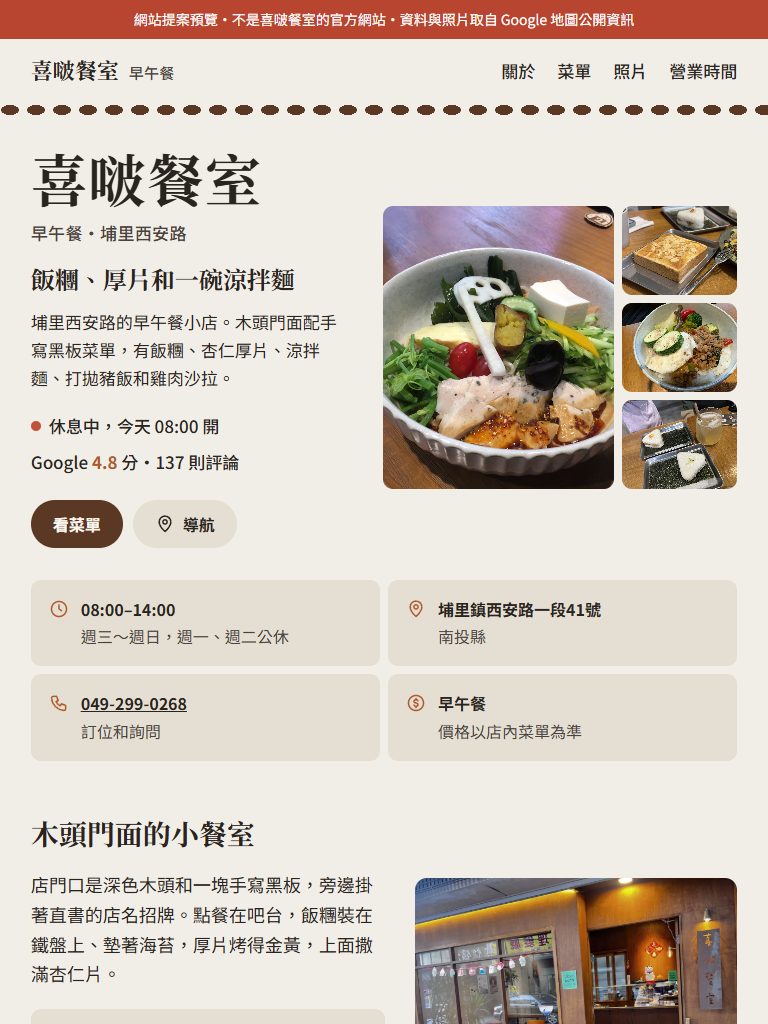 網站提案預覽・不是喜啵餐室的官方網站・資料與照片取自 Google 地圖公開資訊
喜啵餐室 早午餐
關於 菜單 照片 營業時間
喜啵餐室
早午餐・埔里西安路
飯糰、厚片和一碗涼拌麵
埔里西安路的早午餐小店。木頭門面配手
寫黑板菜單，有飯糰、杏仁厚片、涼拌
麵、打拋豬飯和雞肉沙拉。
休息中，今天 08:00 開
Google 4.8 分・137 則評論
看菜單
導航
08:00–14:00
週三～週日，週一、週二公休
埔里鎮西安路一段41號
南投縣
049-299-0268
訂位和詢問
早午餐
價格以店內菜單為準
木頭門面的小餐室
店門口是深色木頭和一塊手寫黑板，旁邊掛
著直書的店名招牌。點餐在吧台，飯糰裝在
鐵盤上、墊著海苔，厚片烤得金黃，上面撒
滿杏仁片。